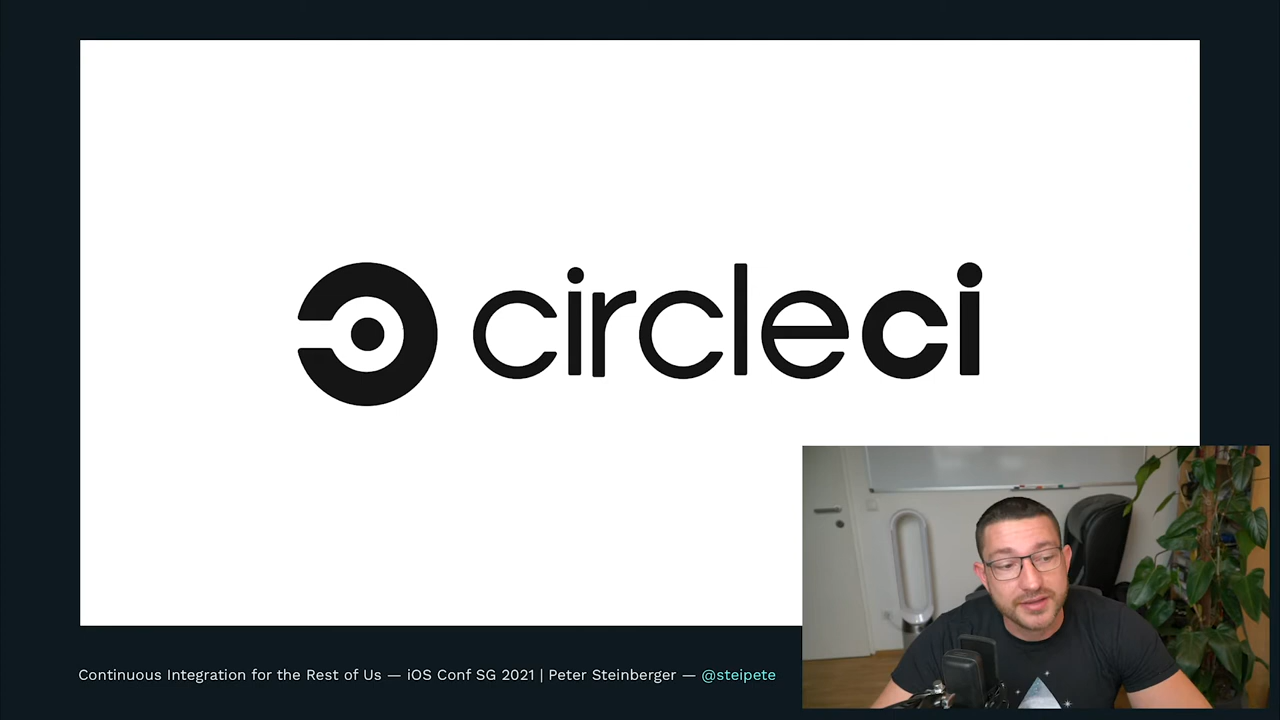 circleci
Continuous Integration for the Rest of Us — iOS Conf SG 2021 | Peter Steinberger — @steipete